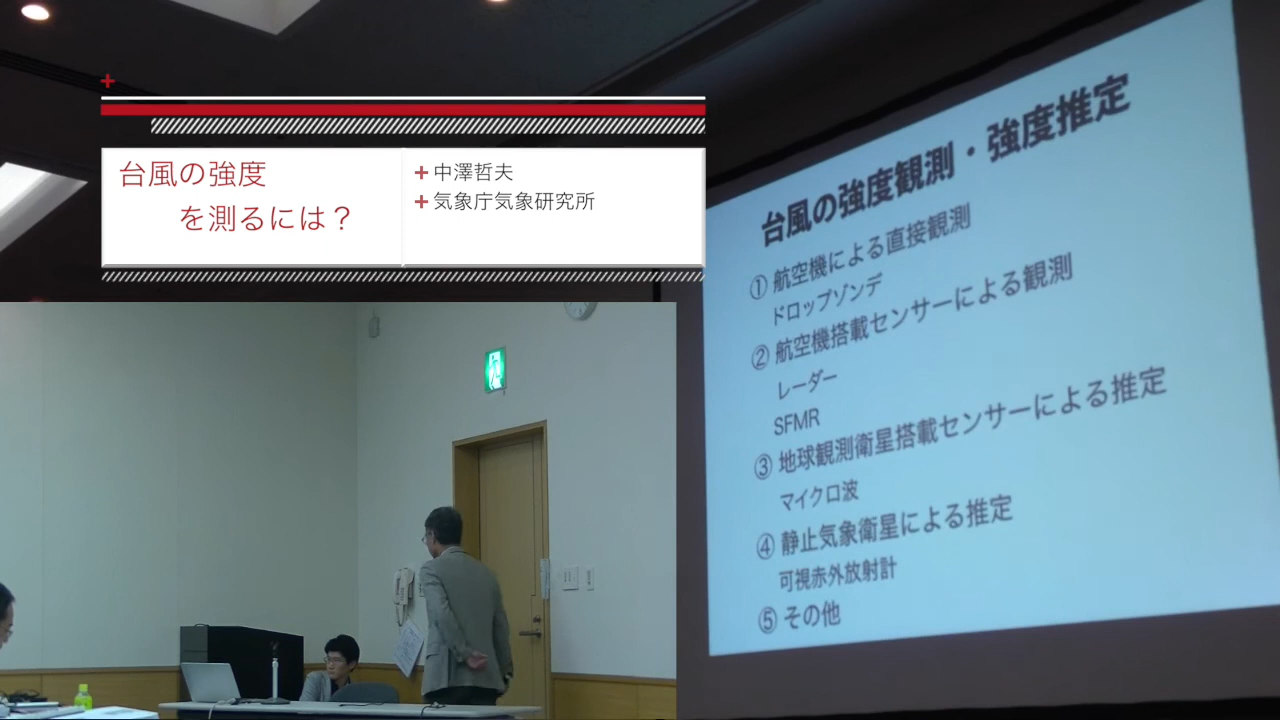 台風の強度
を測るには？
中澤哲夫
気象庁気象研究所
台風の強度観測・強度推定
① 航空機による直接観測
ドロップゾンデ
② 航空機搭載センサーによる観測
レーダー
SFMR
③ 地球観測衛星搭載センサーによる推定
マイクロ波
④ 静止気象衛星による推定
可視赤外放射計
⑤ その他